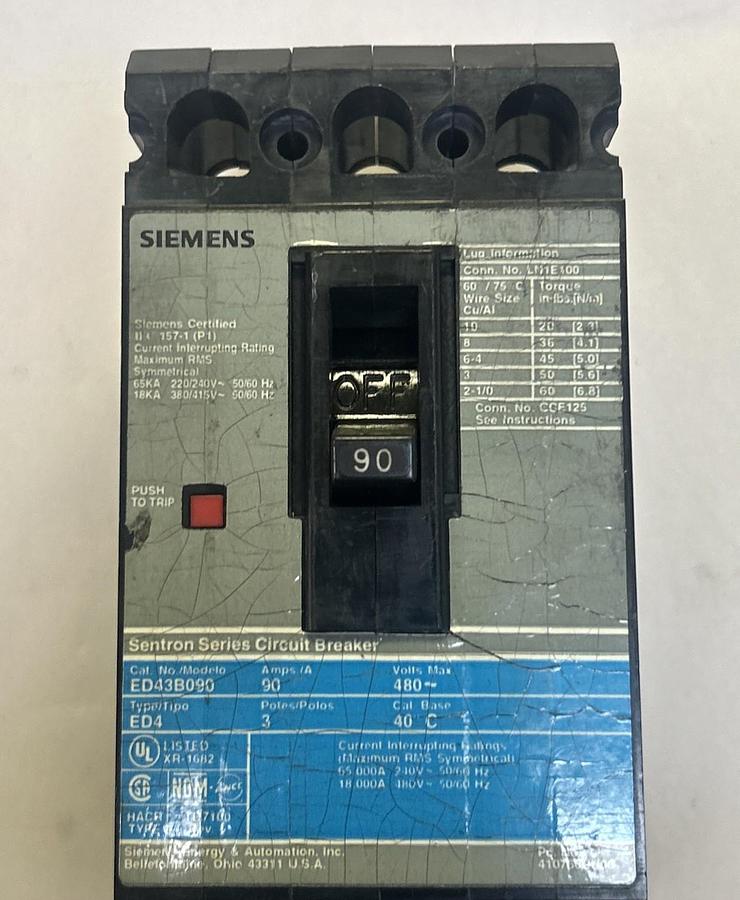 SIEMENS
Siemens Certified
157-1 (P1)
Current Interrupting Rating
Maximum RMS
Symmetrical
65KA 220/240V~ 50/60 Hz
18KA 380/415V~ 50/60 Hz
PUSH
TO TRIP
OFF
90
Lug Information
Conn. No.
60 / 75 C Torque
Wire Size in-lbs.[N/m]
Cu/Al
10 20 [2.3]
8 36 [4.1]
6-4 45 [5.0]
3 50 [5.6]
2-1/0 60 [6.8]
Conn. No. CCF125
See Instructions
Sentron Series Circuit Breaker
Cat. No./Modelo Amps/A Volts Max
ED43B090 90 480~
Type/Tipo Poles/Polos Cal Base
ED4 3 40 C
UL LISTED
XR-1682
SA NOM
HACR
TYPE
Current Interrupting Ratings
(Maximum RMS Symmetrical)
65 000A 240V~ 50/60 Hz
18 000A 480V~ 50/60 Hz
Siemens Energy & Automation, Inc.
Bellefontaine, Ohio 43311 U.S.A.